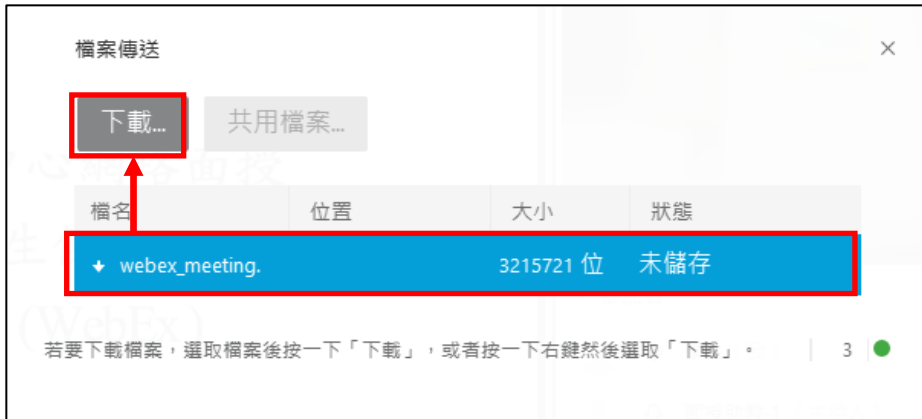 檔案傳送
下載... 共用檔案...
檔名 位置 大小 狀態
webex_meeting. 3215721 位 未儲存
(WebEx)
若要下載檔案,選取檔案後按一下「下載」,或者按一下右鍵然後選取「下載」。 3